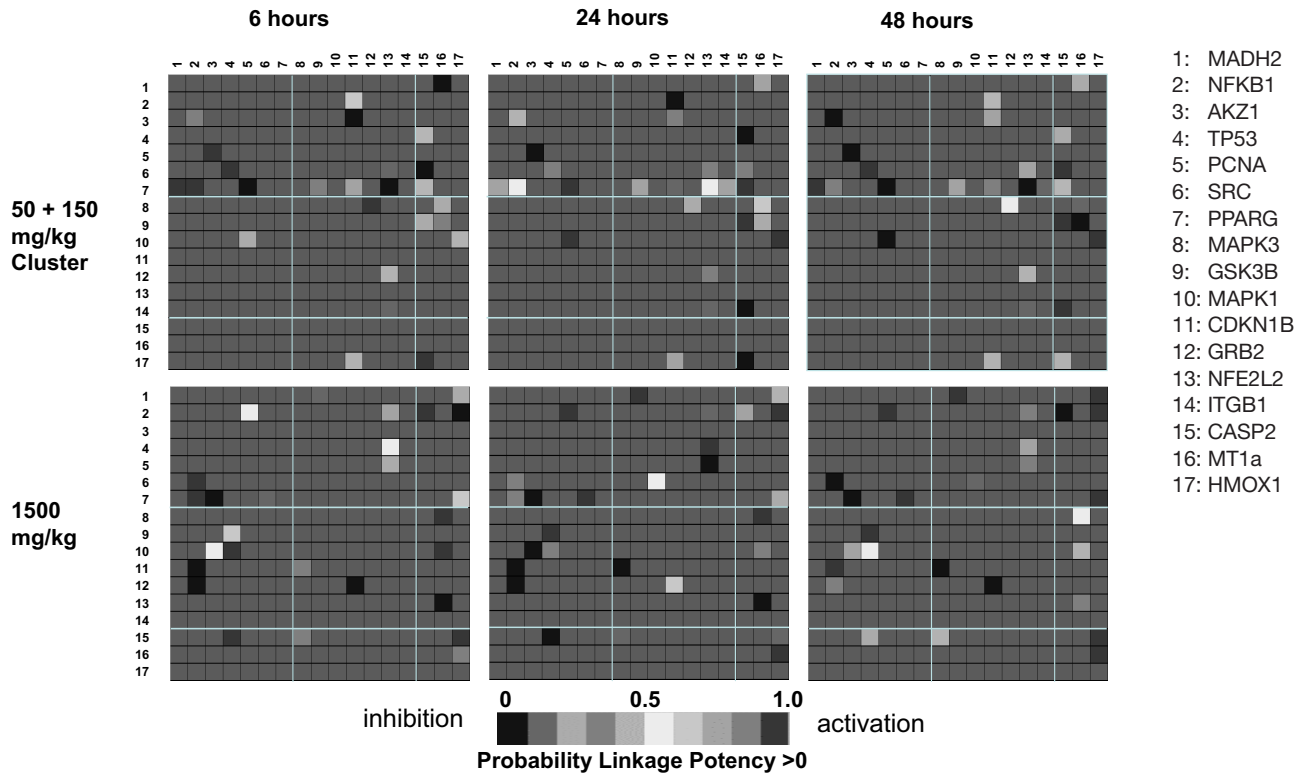 6 hours
24 hours
48 hours
1 2 3 4 5 6 7 8 9 10 11 12 13 14 15 16 17
1 2 3 4 5 6 7 8 9 10 11 12 13 14 15 16 17
1 2 3 4 5 6 7 8 9 10 11 12 13 14 15 16 17
50 + 150
mg/kg
Cluster
1
2
3
4
5
6
7
8
9
10
11
12
13
14
15
16
17
1500
mg/kg
1
2
3
4
5
6
7
8
9
10
11
12
13
14
15
16
17
1: MADH2
2: NFKB1
3: AKZ1
4: TP53
5: PCNA
6: SRC
7: PPARG
8: MAPK3
9: GSK3B
10: MAPK1
11: CDKN1B
12: GRB2
13: NFE2L2
14: ITGB1
15: CASP2
16: MT1a
17: HMOX1
0 0.5 1.0
inhibition
activation
Probability Linkage Potency >0